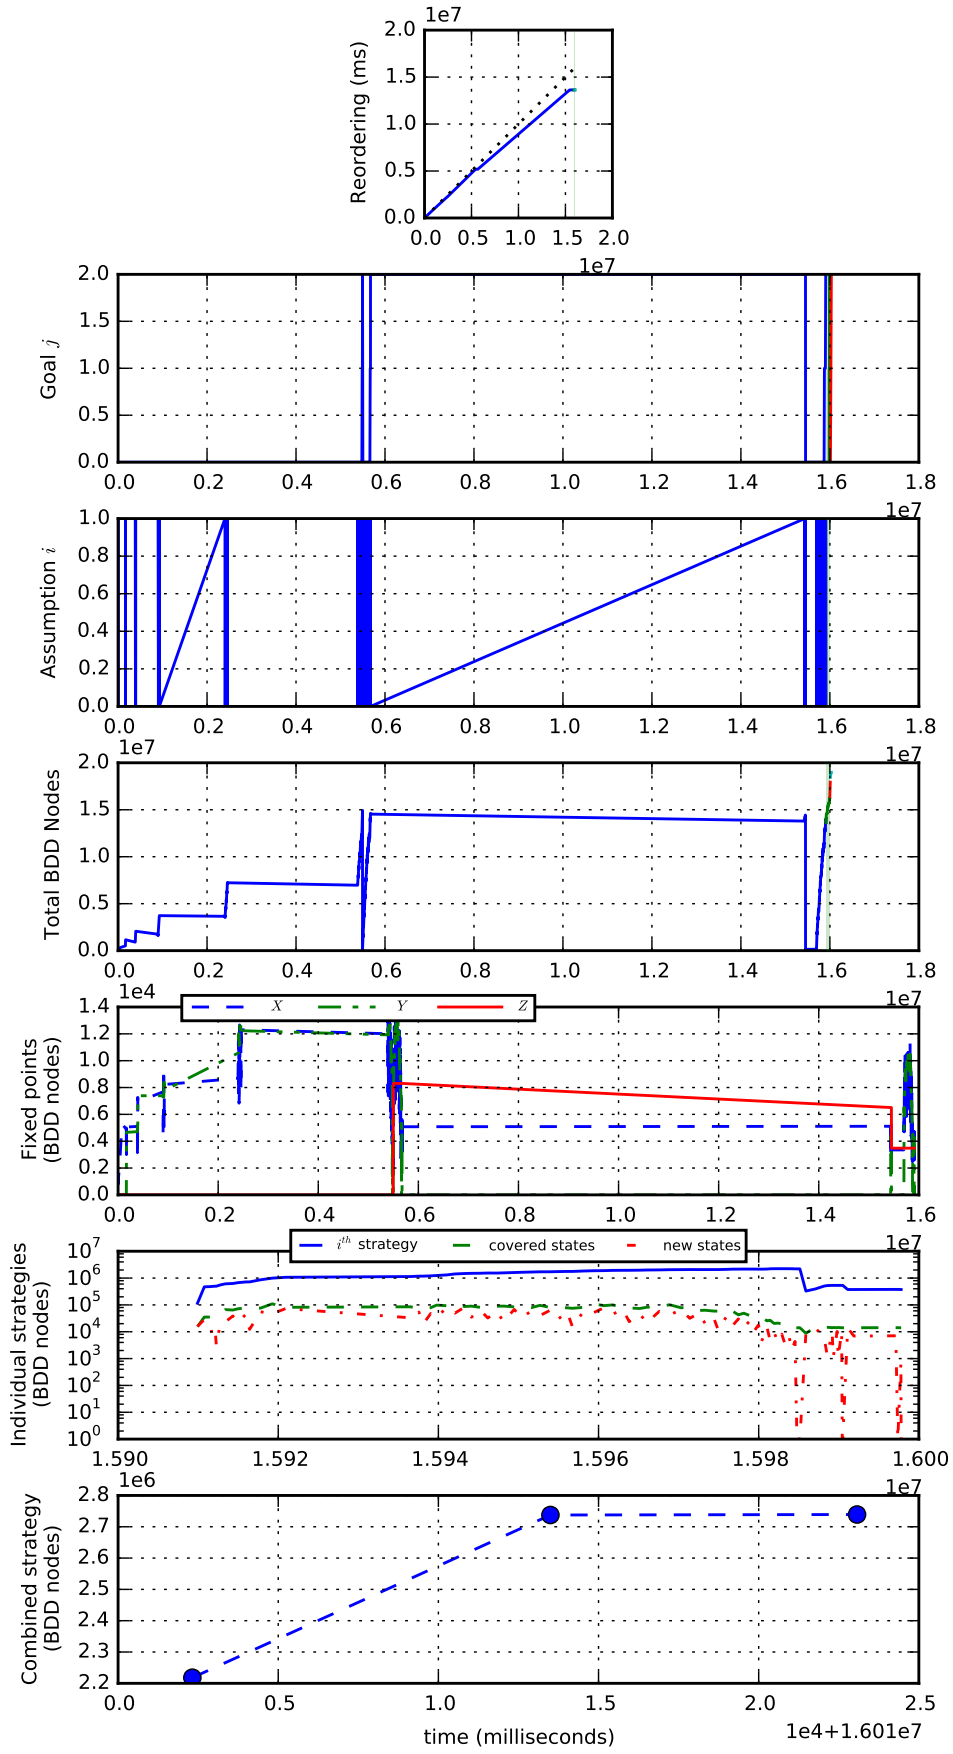 1e7
2.0
1.5
1.0
0.5
0.0
Reordering (ms)
0.0 0.5 1.0 1.5 2.0
1e7
2.0
1.5
1.0
0.5
0.0
Goal j
0.0 0.2 0.4 0.6 0.8 1.0 1.2 1.4 1.6 1.8
1e7
1.0
0.8
0.6
0.4
0.2
0.0
Assumption i
0.0 0.2 0.4 0.6 0.8 1.0 1.2 1.4 1.6 1.8
1e7
1e7
2.0
1.5
1.0
0.5
0.0
Total BDD Nodes
0.0 0.2 0.4 0.6 0.8 1.0 1.2 1.4 1.6 1.8
1e7
1e4
X Y Z
1.4
1.2
1.0
0.8
0.6
0.4
0.2
0.0
Fixed points
(BDD nodes)
0.0 0.2 0.4 0.6 0.8 1.0 1.2 1.4 1.6
1e7
i^th strategy covered states new states
10^7
10^6
10^5
10^4
10^3
10^2
10^1
10^0
Individual strategies
(BDD nodes)
1.590 1.592 1.594 1.596 1.598 1.600
1e7
1e6
2.8
2.7
2.6
2.5
2.4
2.3
2.2
Combined strategy
(BDD nodes)
0.0 0.5 1.0 1.5 2.0 2.5
time (milliseconds)
1e4+1.601e7